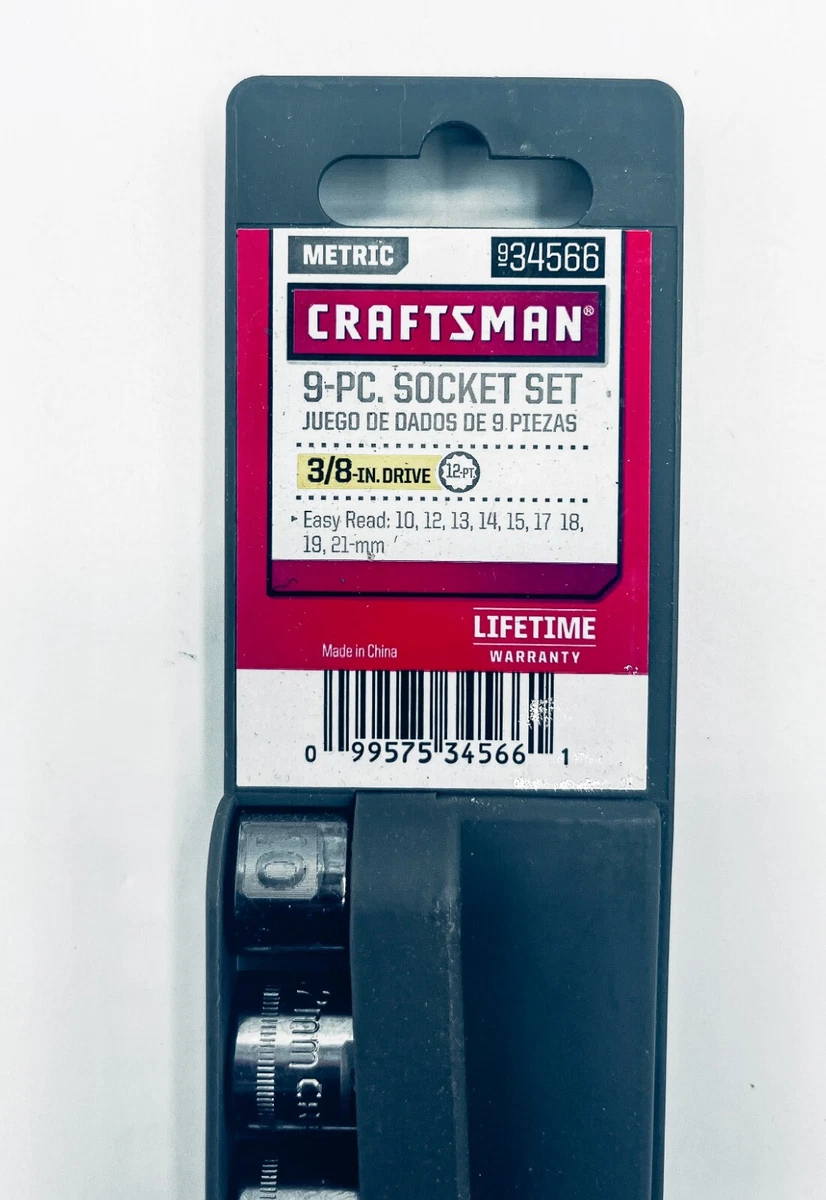 METRIC
934566
CRAFTSMAN®
9-PC. SOCKET SET
JUEGO DE DADOS DE 9 PIEZAS
3/8-IN. DRIVE 12-PT.
▸ Easy Read: 10, 12, 13, 14, 15, 17 18,
19, 21-mm
LIFETIME
WARRANTY
Made in China
0 99575 34566 1
mm